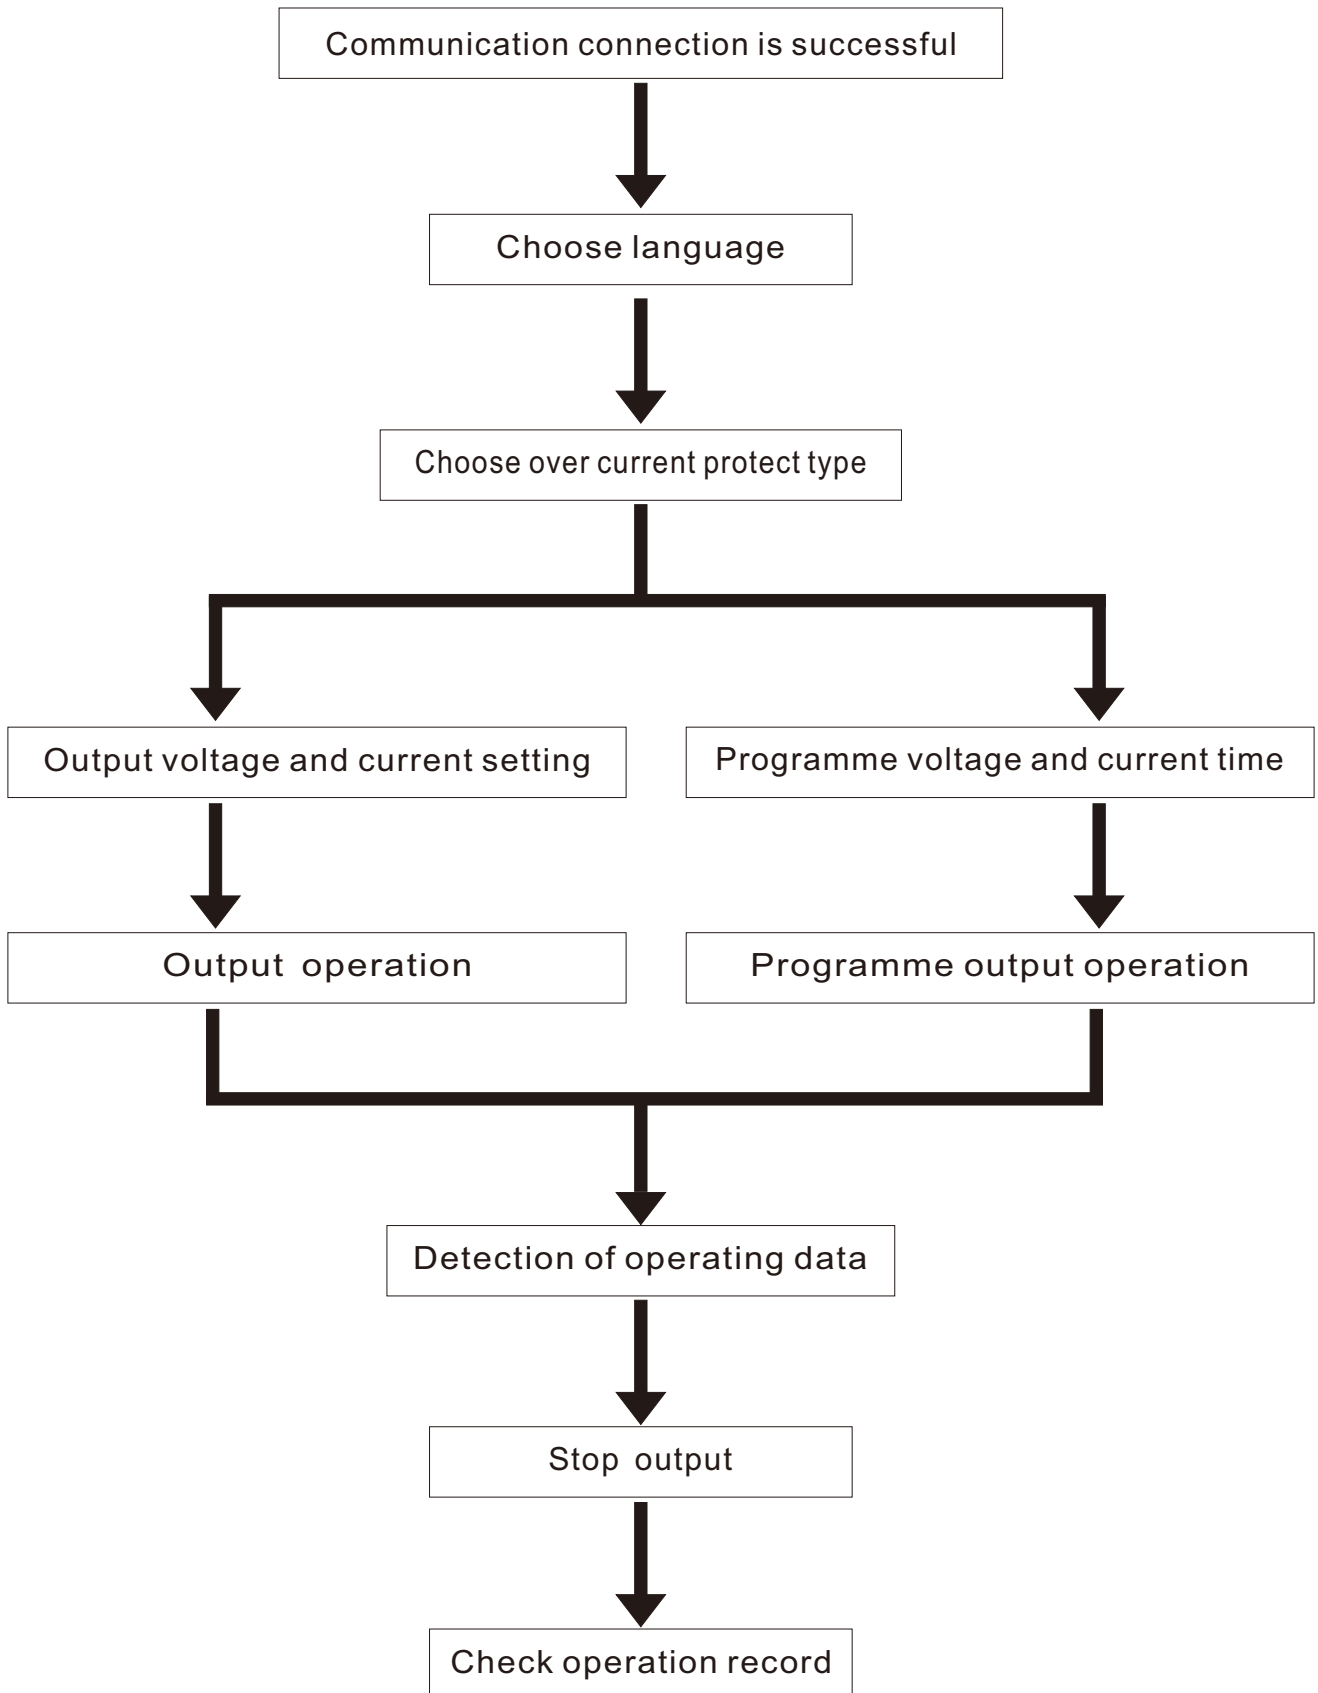 Communication connection is successful
Choose language
Choose over current protect type
Output voltage and current setting
Programme voltage and current time
Output operation
Programme output operation
Detection of operating data
Stop output
Check operation record